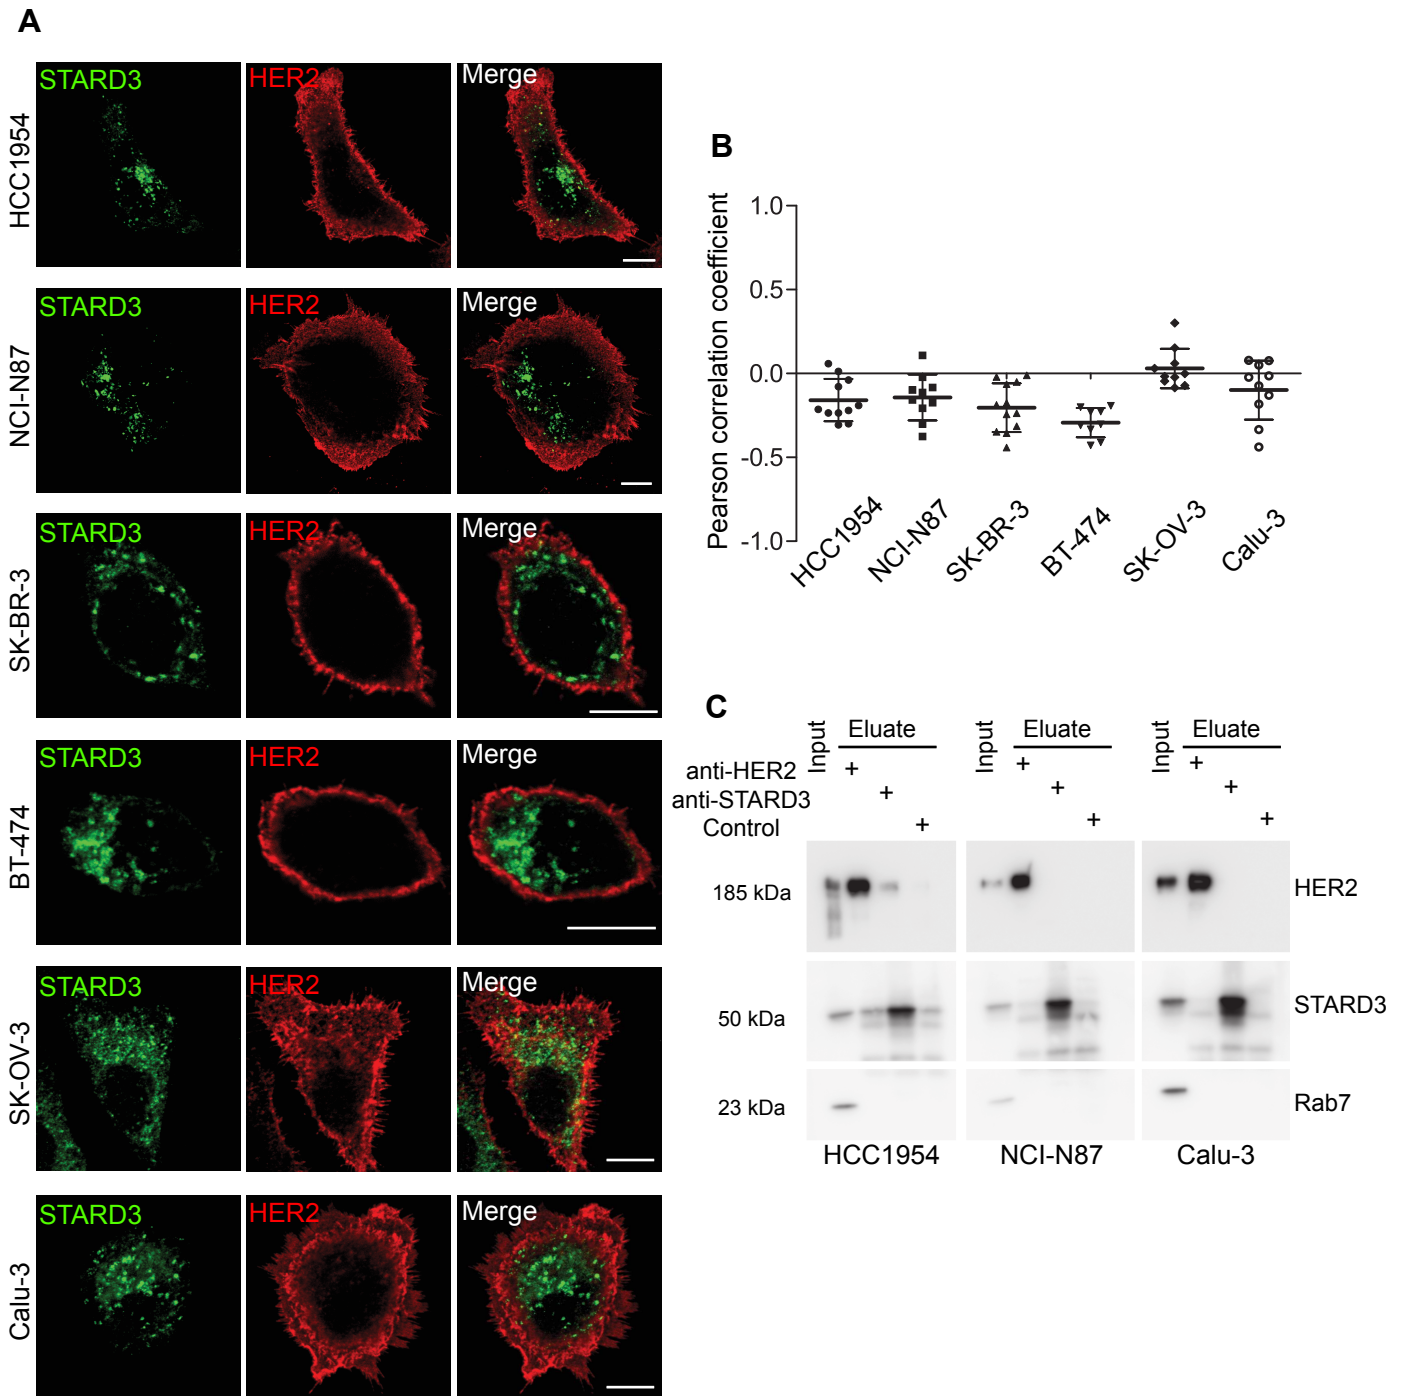 A
HCC1954
STARD3
HER2
Merge
NCI-N87
STARD3
HER2
Merge
SK-BR-3
STARD3
HER2
Merge
BT-474
STARD3
HER2
Merge
SK-OV-3
STARD3
HER2
Merge
Calu-3
STARD3
HER2
Merge
B
Pearson correlation coefficient
1.0
0.5
0.0
-0.5
-1.0
HCC1954
NCI-N87
SK-BR-3
BT-474
SK-OV-3
Calu-3
C
Input
Eluate
Input
Eluate
Input
Eluate
anti-HER2 + + +
anti-STARD3 + + +
Control + + +
185 kDa
HER2
50 kDa
STARD3
23 kDa
Rab7
HCC1954
NCI-N87
Calu-3